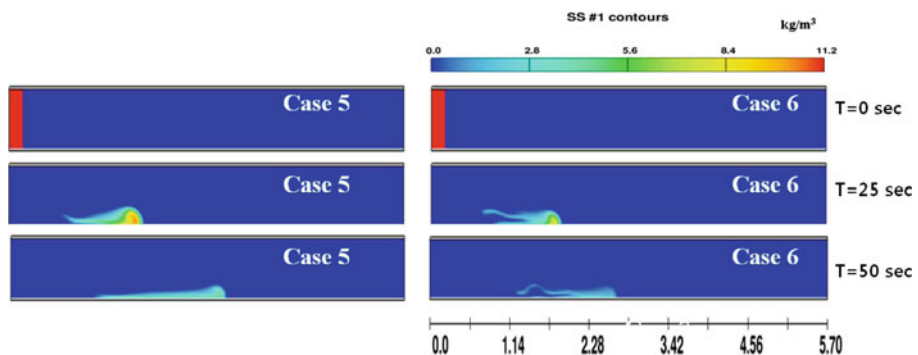 SS #1 contours kg/m³
0.0 2.8 5.6 8.4 11.2
Case 5 Case 6 T=0 sec
Case 5 Case 6 T=25 sec
Case 5 Case 6 T=50 sec
0.0 1.14 2.28 3.42 4.56 5.70